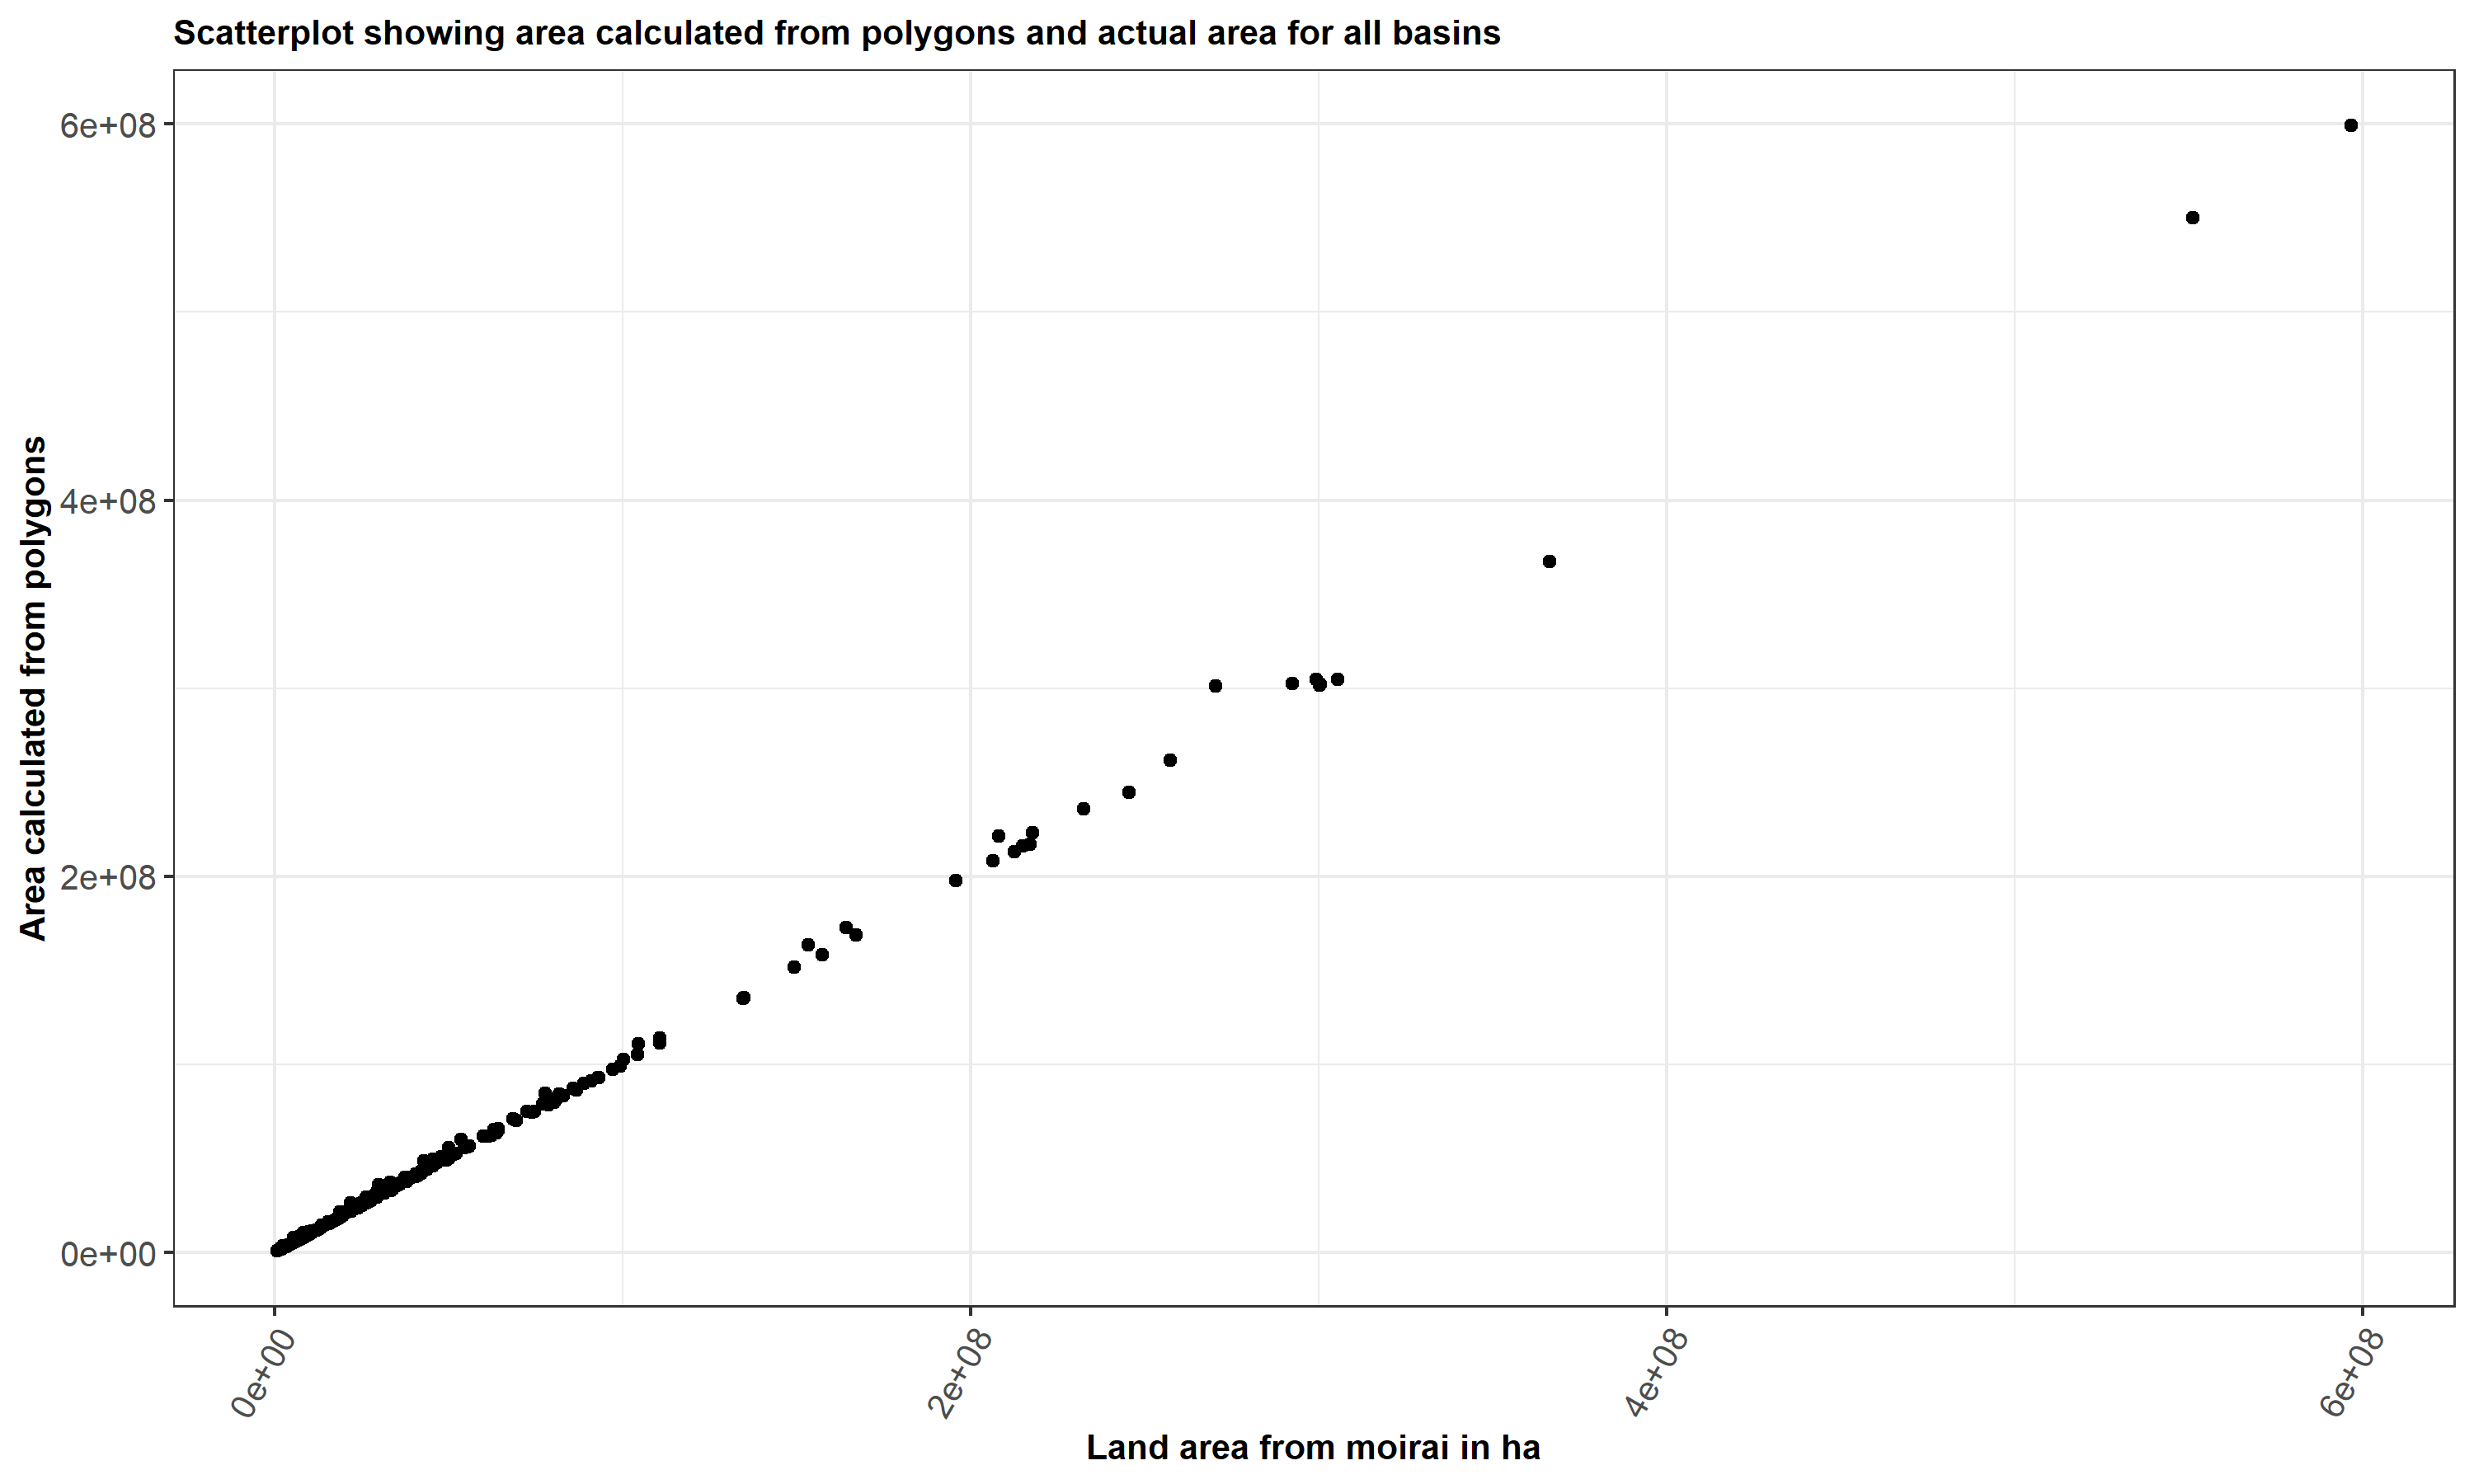 Scatterplot showing area calculated from polygons and actual area for all basins
Area calculated from polygons
6e+08
4e+08
2e+08
0e+00
0e+00
2e+08
4e+08
6e+08
Land area from moirai in ha